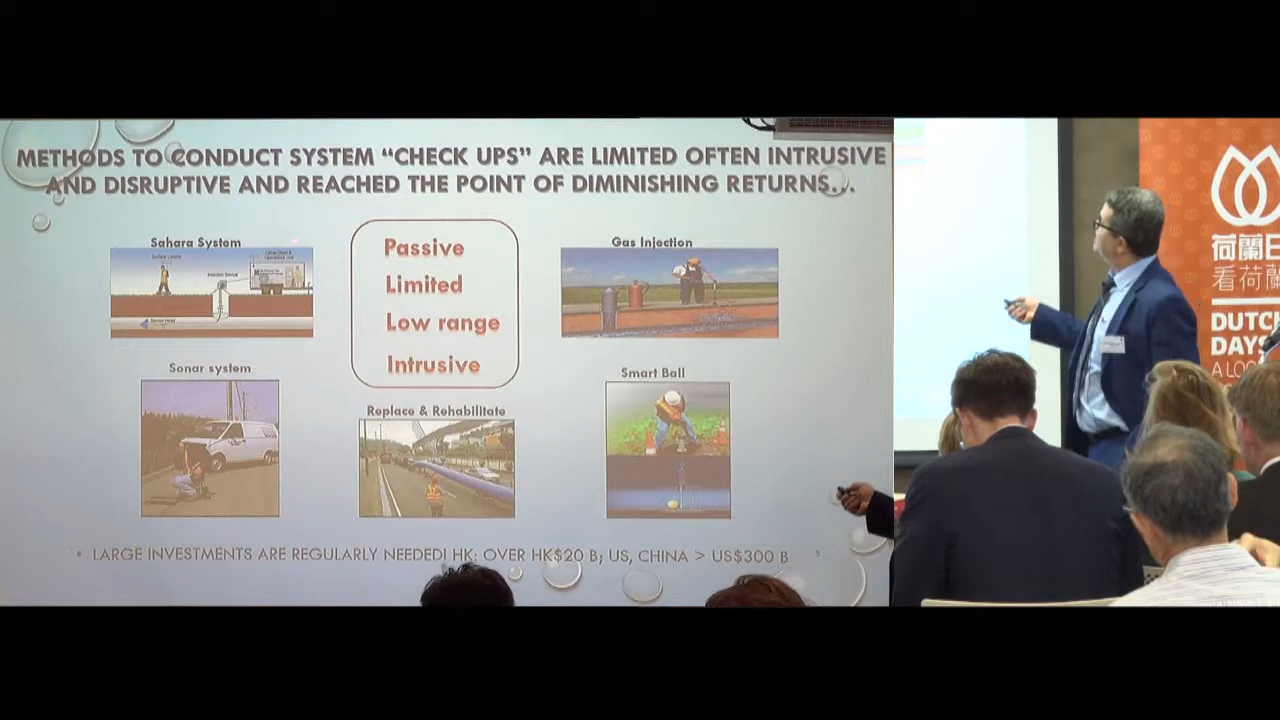 METHODS TO CONDUCT SYSTEM “CHECK UPS” ARE LIMITED OFTEN INTRUSIVE
AND DISRUPTIVE AND REACHED THE POINT OF DIMINISHING RETURNS...
Sahara System
Passive
Limited
Low range
Intrusive
Gas Injection
Sonar system
Replace & Rehabilitate
Smart Ball
• LARGE INVESTMENTS ARE REGULARLY NEEDED! HK: OVER HK$20 B; US, CHINA > US$300 B
荷蘭日
看荷蘭
DUTCH
DAYS
A LOO